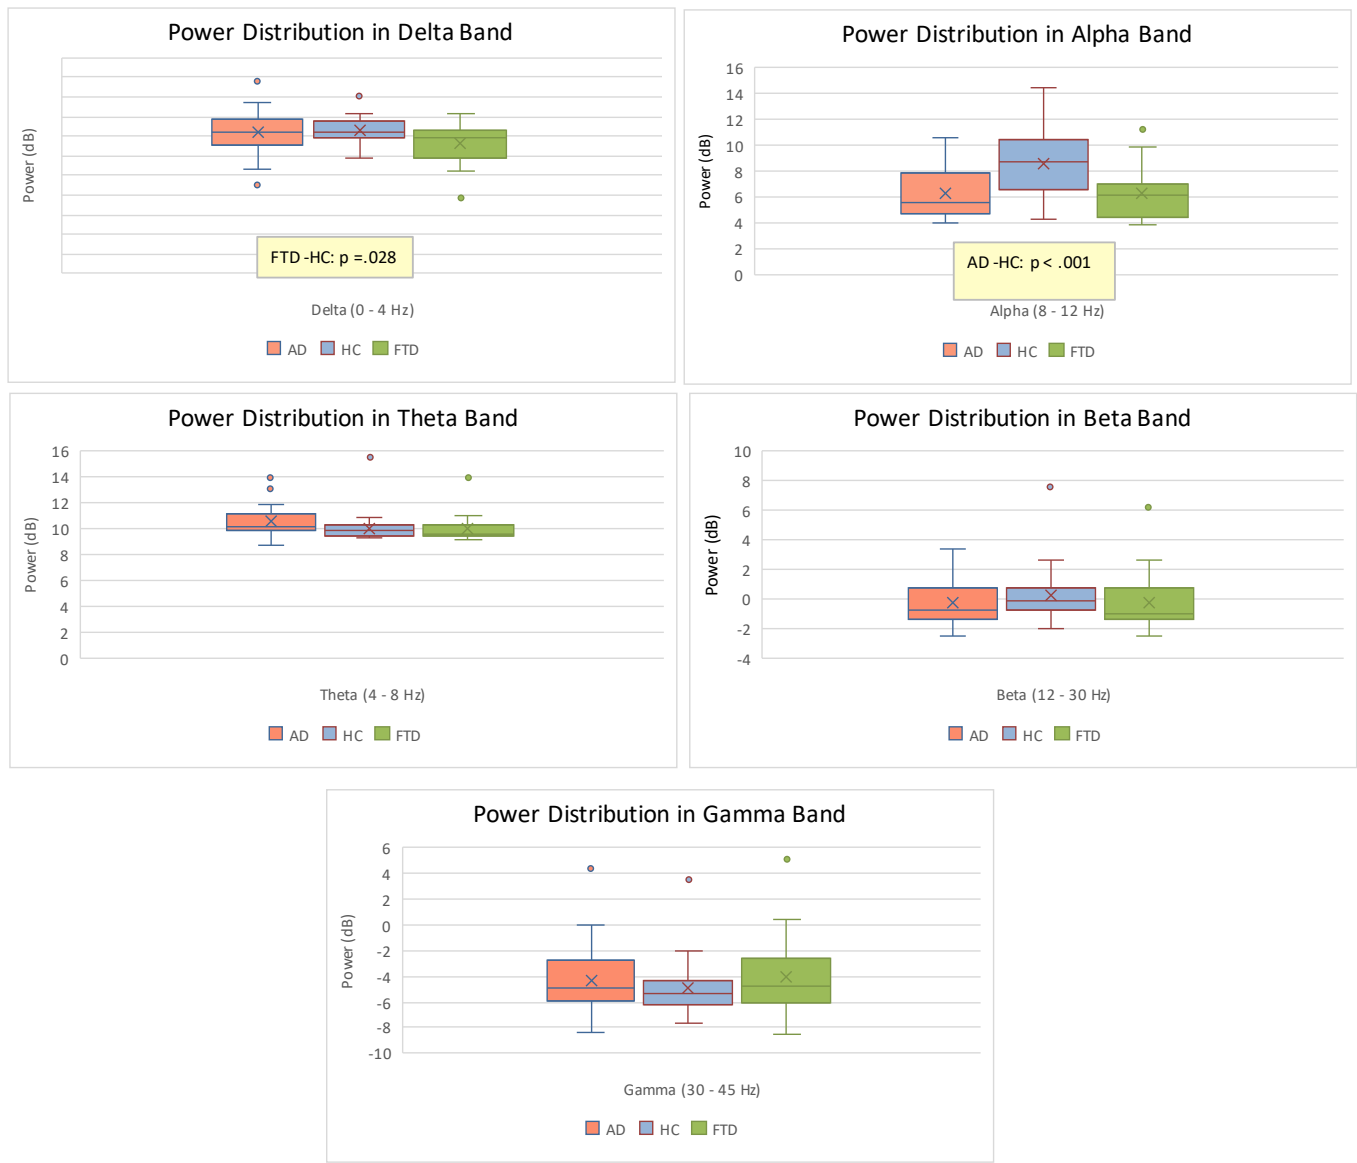 Power Distribution in Delta Band
Power (dB)
FTD -HC: p =.028
Delta (0 - 4 Hz)
AD HC FTD
Power Distribution in Alpha Band
16
14
12
10
8
6
4
2
0
Power (dB)
AD -HC: p < .001
Alpha (8 - 12 Hz)
AD HC FTD
Power Distribution in Theta Band
16
14
12
10
8
6
4
2
0
Power (dB)
Theta (4 - 8 Hz)
AD HC FTD
Power Distribution in Beta Band
10
8
6
4
2
0
-2
-4
Power (dB)
Beta (12 - 30 Hz)
AD HC FTD
Power Distribution in Gamma Band
6
4
2
0
-2
-4
-6
-8
-10
Power (dB)
Gamma (30 - 45 Hz)
AD HC FTD